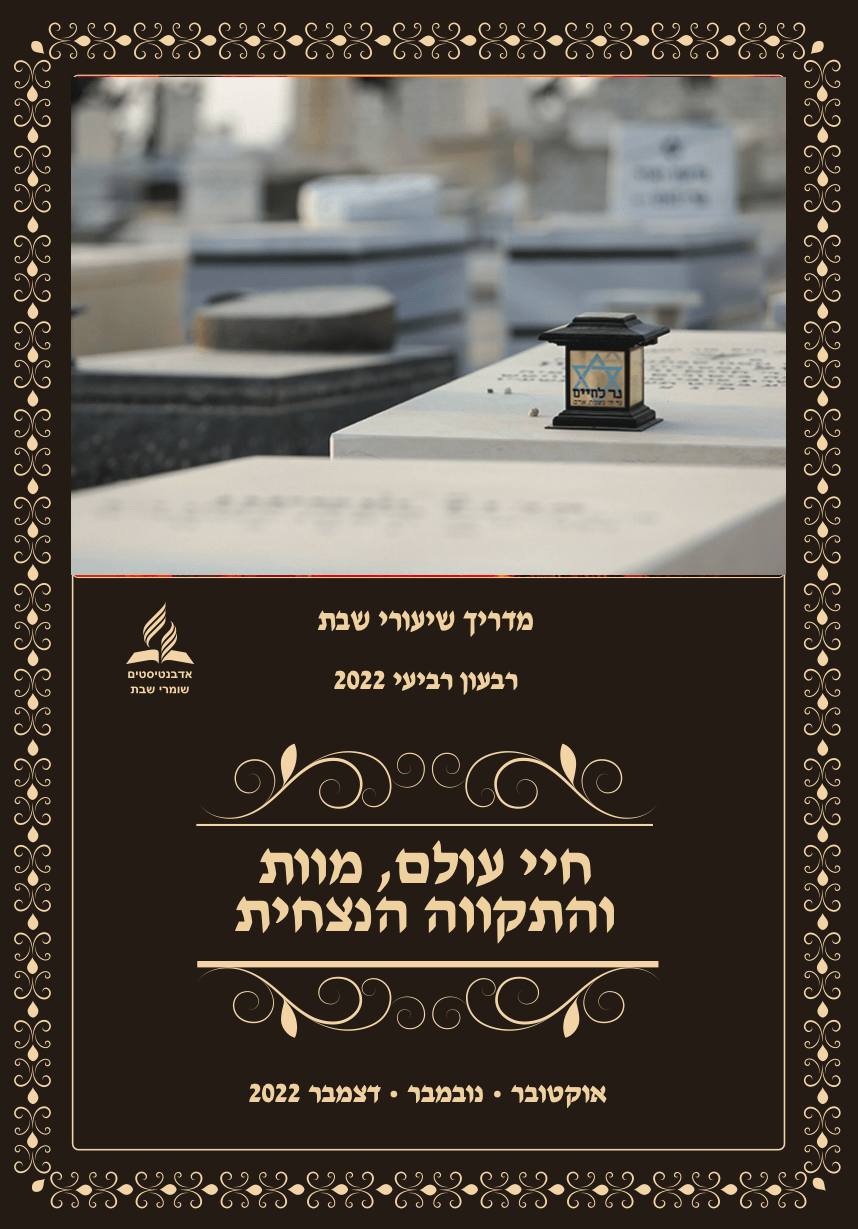 נר לחיים
מדריך שיעורי שבת
אדבנטיסטים
שומרי שבת
רבעון רביעי 2022
חיי עולם, מוות
והתקווה הנצחית
אוקטובר • נובמבר • דצמבר 2022